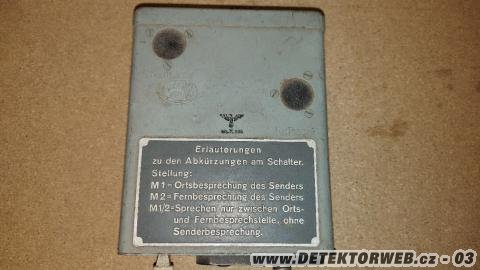 Erläuterungen
zu den Abkürzungen am Schalter.
Stellung:
M1=Ortsbesprechung des Senders
M2=Fernbesprechung des Senders
M1/2=Sprechen nur zwischen Orts-
und Fernbesprechstelle, ohne
Senderbesprechung.
www.DETEKTORWEB.cz - 03